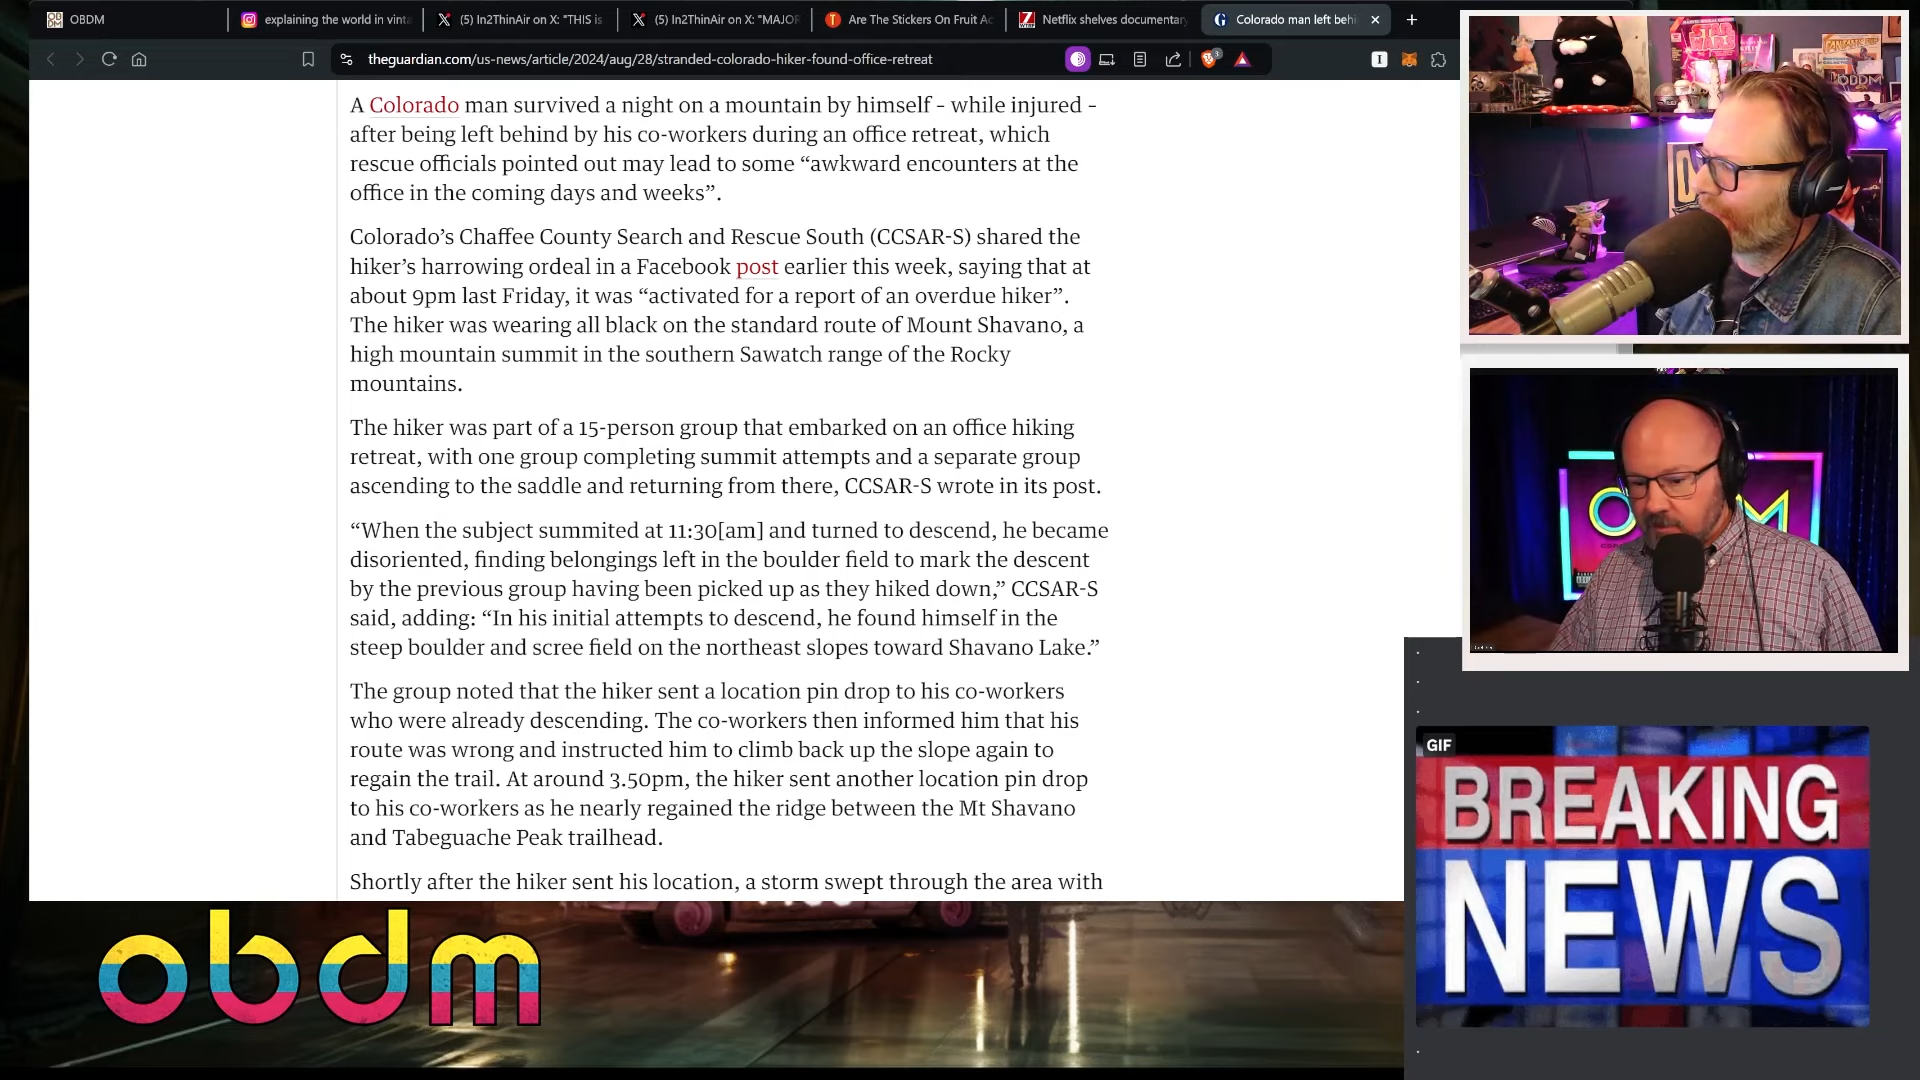 OBDM
explaining the world in vinta
(5) In2ThinAir on X: "THIS is
(5) In2ThinAir on X: "MAJOR
Are The Stickers On Fruit Ac
Netflix shelves documentary
Colorado man left behi
theguardian.com/us-news/article/2024/aug/28/stranded-colorado-hiker-found-office-retreat
A Colorado man survived a night on a mountain by himself – while injured –
after being left behind by his co-workers during an office retreat, which
rescue officials pointed out may lead to some “awkward encounters at the
office in the coming days and weeks”.
Colorado’s Chaffee County Search and Rescue South (CCSAR-S) shared the
hiker’s harrowing ordeal in a Facebook post earlier this week, saying that at
about 9pm last Friday, it was “activated for a report of an overdue hiker”.
The hiker was wearing all black on the standard route of Mount Shavano, a
high mountain summit in the southern Sawatch range of the Rocky
mountains.
The hiker was part of a 15-person group that embarked on an office hiking
retreat, with one group completing summit attempts and a separate group
ascending to the saddle and returning from there, CCSAR-S wrote in its post.
“When the subject summited at 11:30[am] and turned to descend, he became
disoriented, finding belongings left in the boulder field to mark the descent
by the previous group having been picked up as they hiked down,” CCSAR-S
said, adding: “In his initial attempts to descend, he found himself in the
steep boulder and scree field on the northeast slopes toward Shavano Lake.”
The group noted that the hiker sent a location pin drop to his co-workers
who were already descending. The co-workers then informed him that his
route was wrong and instructed him to climb back up the slope again to
regain the trail. At around 3.50pm, the hiker sent another location pin drop
to his co-workers as he nearly regained the ridge between the Mt Shavano
and Tabeguache Peak trailhead.
Shortly after the hiker sent his location, a storm swept through the area with
STAR
WARS
OBDM
GIF
BREAKING
NEWS
obdm